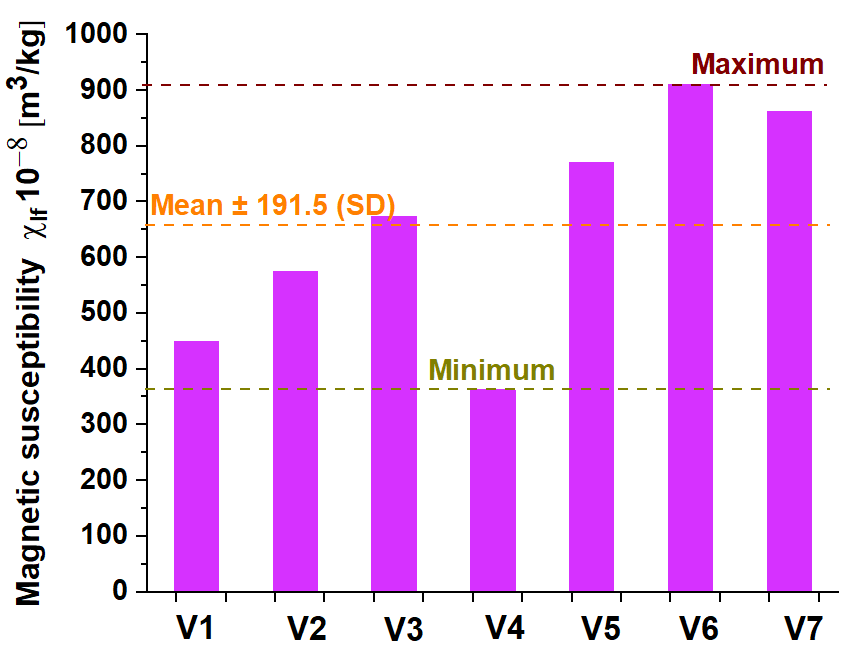 Magnetic susceptibility χlf 10⁻⁸ [m³/kg]
1000
900
800
700
600
500
400
300
200
100
0
Maximum
Mean ± 191.5 (SD)
Minimum
V1 V2 V3 V4 V5 V6 V7